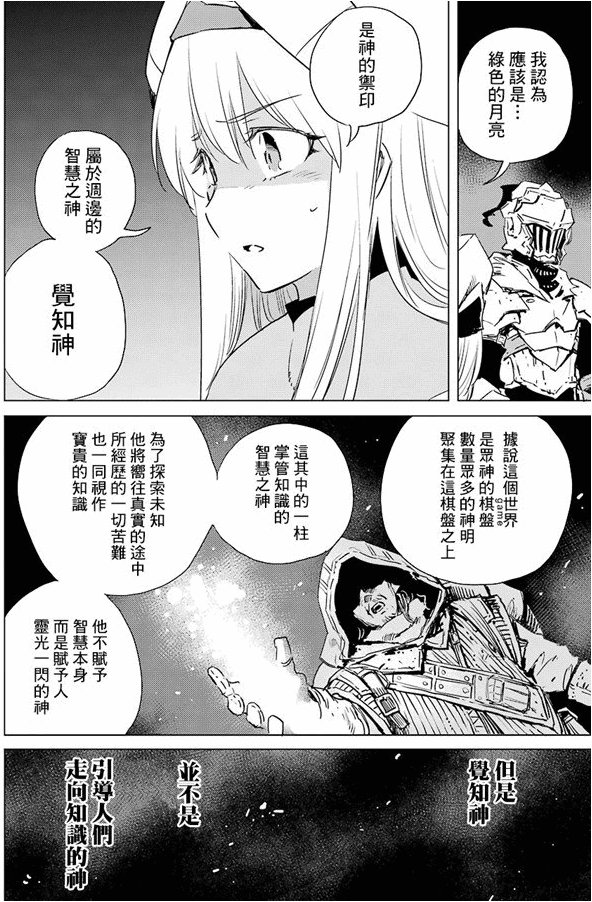 我認為
應該是…
綠色的月亮
是神的禦印
屬於週邊的
智慧之神
覺知神
據說這個世界
是眾神的棋盤
game
數量眾多的神明
聚集在這棋盤之上
這其中的一柱
掌管知識的
智慧之神
為了探索未知
他將嚮往真實的途中
所經歷的一切苦難
也一同視作
寶貴的知識
他不賦予
智慧本身
而是賦予人
靈光一閃的神
但是
覺知神
並不是
引導人們
走向知識的神